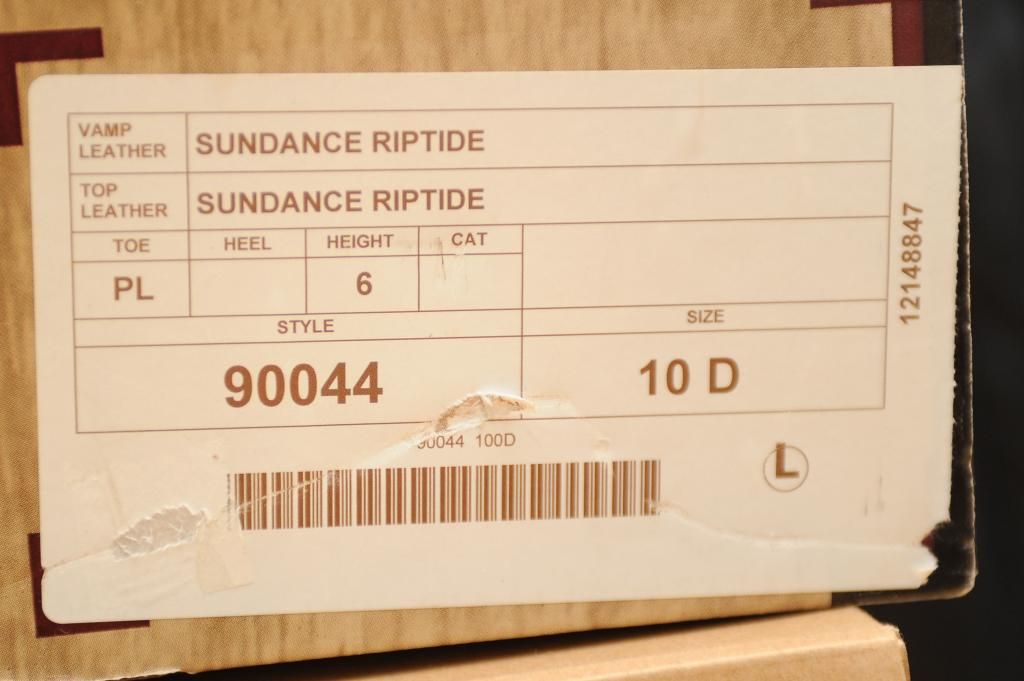 VAMP LEATHER
SUNDANCE RIPTIDE
TOP LEATHER
SUNDANCE RIPTIDE
TOE HEEL HEIGHT CAT
PL 6
STYLE SIZE
90044 10 D
90044 100D
L
12148847